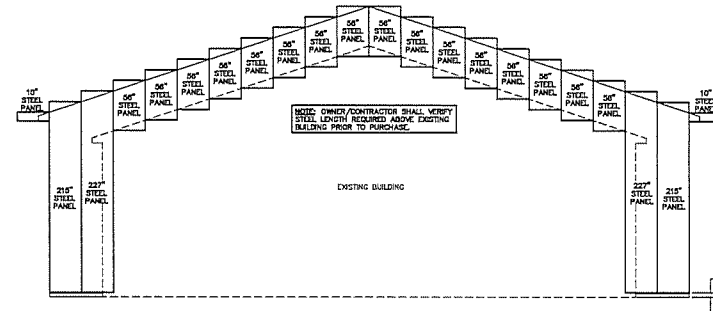 10"
STEEL
PANEL
215"
STEEL
PANEL
227"
STEEL
PANEL
56"
STEEL
PANEL
56"
STEEL
PANEL
56"
STEEL
PANEL
56"
STEEL
PANEL
56"
STEEL
PANEL
56"
STEEL
PANEL
56"
STEEL
PANEL
56"
STEEL
PANEL
56"
STEEL
PANEL
56"
STEEL
PANEL
56"
STEEL
PANEL
56"
STEEL
PANEL
56"
STEEL
PANEL
56"
STEEL
PANEL
56"
STEEL
PANEL
56"
STEEL
PANEL
227"
STEEL
PANEL
215"
STEEL
PANEL
10"
STEEL
PANEL
NOTE: OWNER/CONTRACTOR SHALL VERIFY
STEEL LENGTH REQUIRED ABOVE EXISTING
BUILDING PRIOR TO PURCHASE.
EXISTING BUILDING